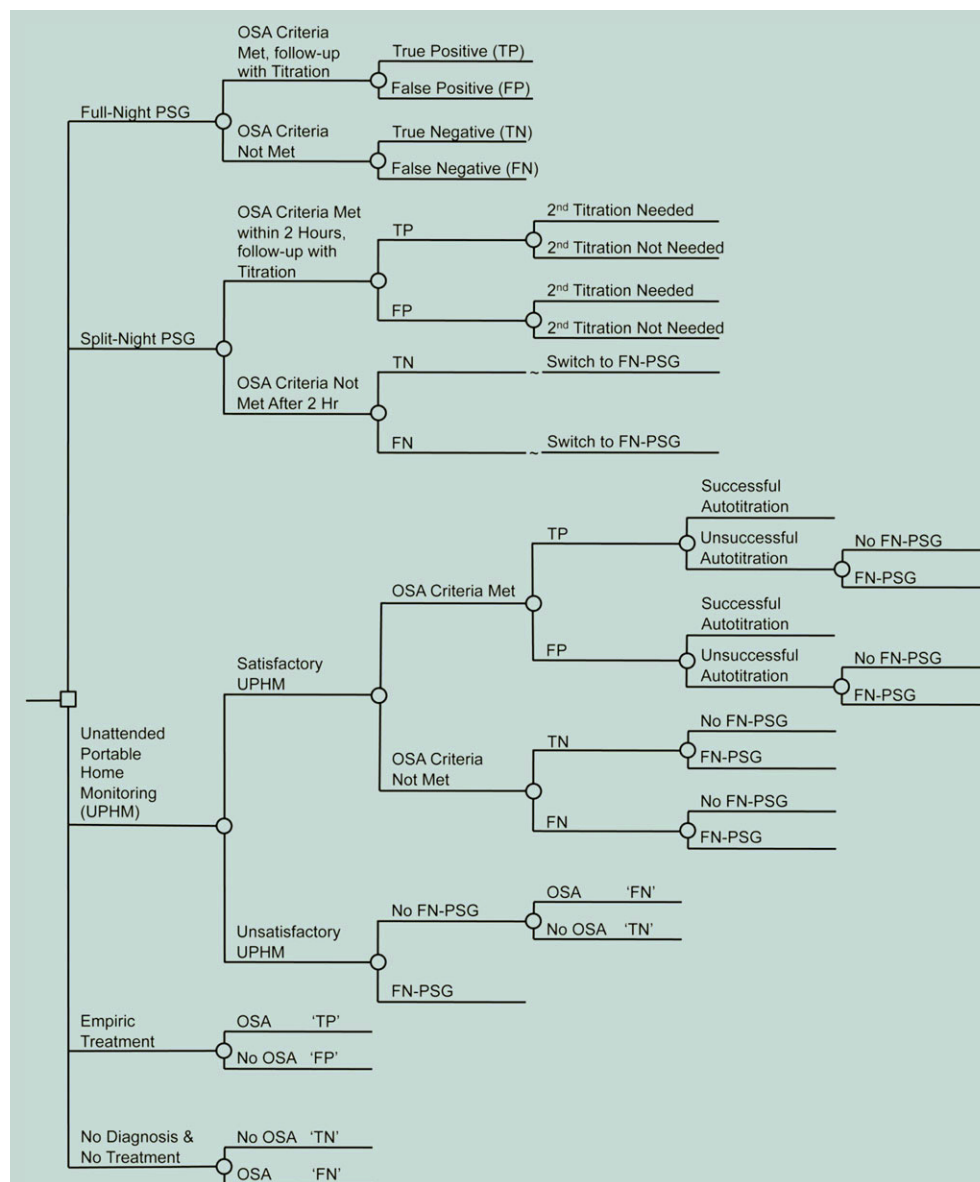 OSA Criteria
Met, follow-up
with Titration
True Positive (TP)
False Positive (FP)
Full-Night PSG
OSA Criteria
Not Met
True Negative (TN)
False Negative (FN)
OSA Criteria Met
within 2 Hours,
follow-up with
Titration
TP
2nd Titration Needed
2nd Titration Not Needed
FP
2nd Titration Needed
2nd Titration Not Needed
Split-Night PSG
OSA Criteria Not
Met After 2 Hr
TN
~ Switch to FN-PSG
FN
~ Switch to FN-PSG
Unattended
Portable
Home
Monitoring
(UPHM)
Satisfactory
UPHM
OSA Criteria Met
TP
Successful
Autotitration
Unsuccessful
Autotitration
No FN-PSG
FN-PSG
FP
Successful
Autotitration
Unsuccessful
Autotitration
No FN-PSG
FN-PSG
OSA Criteria
Not Met
TN
No FN-PSG
FN-PSG
FN
No FN-PSG
FN-PSG
Unsatisfactory
UPHM
No FN-PSG
OSA ‘FN’
No OSA ‘TN’
FN-PSG
Empiric
Treatment
OSA ‘TP’
No OSA ‘FP’
No Diagnosis &
No Treatment
No OSA ‘TN’
OSA ‘FN’